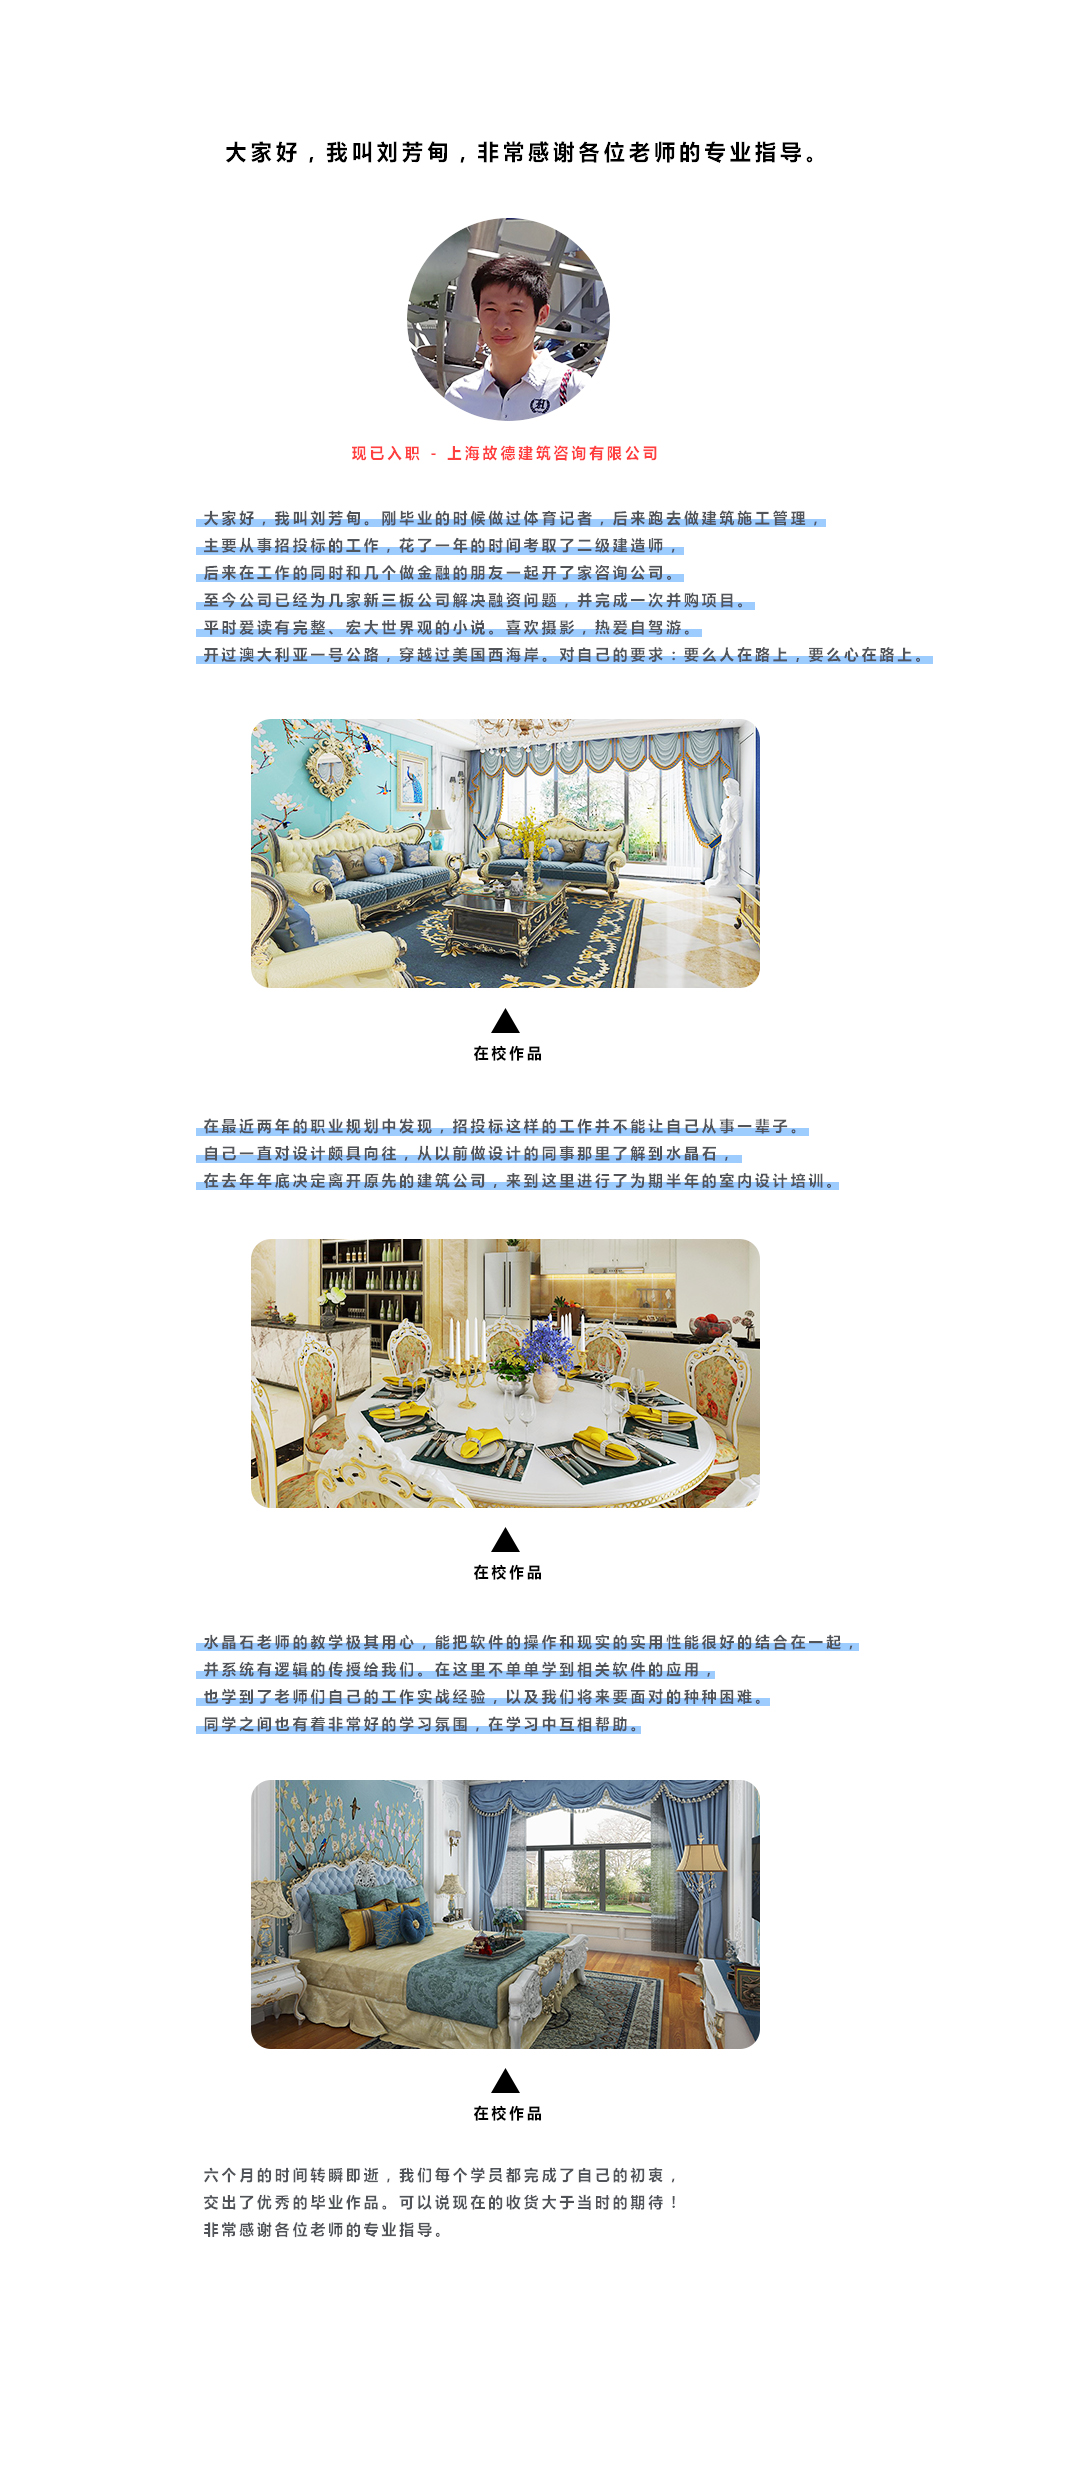 大家好，我叫刘芳甸，非常感谢各位老师的专业指导。
现已入职 - 上海故德建筑咨询有限公司
大家好，我叫刘芳甸。刚毕业的时候做过体育记者，后来跑去做建筑施工管理，
主要从事招投标的工作，花了一年的时间考取了二级建造师，
后来在工作的同时和几个做金融的朋友一起开了家咨询公司。
至今公司已经为几家新三板公司解决融资问题，并完成一次并购项目。
平时爱读有完整、宏大世界观的小说。喜欢摄影，热爱自驾游。
开过澳大利亚一号公路，穿越过美国西海岸。对自己的要求：要么人在路上，要么心在路上。
在校作品
在最近两年的职业规划中发现，招投标这样的工作并不能让自己从事一辈子。
自己一直对设计颇具向往，从以前做设计的同事那里了解到水晶石，
在去年年底决定离开原先的建筑公司，来到这里进行了为期半年的室内设计培训。
在校作品
水晶石老师的教学极其用心，能把软件的操作和现实的实用性能很好的结合在一起，
并系统有逻辑的传授给我们。在这里不单单学到相关软件的应用，
也学到了老师们自己的工作实战经验，以及我们将来要面对的种种困难。
同学之间也有着非常好的学习氛围，在学习中互相帮助。
在校作品
六个月的时间转瞬即逝，我们每个学员都完成了自己的初衷，
交出了优秀的毕业作品。可以说现在的收货大于当时的期待！
非常感谢各位老师的专业指导。